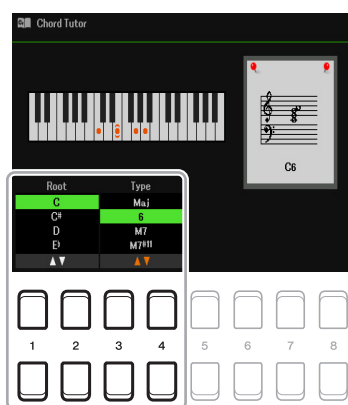 Chord Tutor
C6
Root Type
C Maj
C# 6
D M7
E♭ M7#11
▲▼ ▲▼
1 2 3 4 5 6 7 8